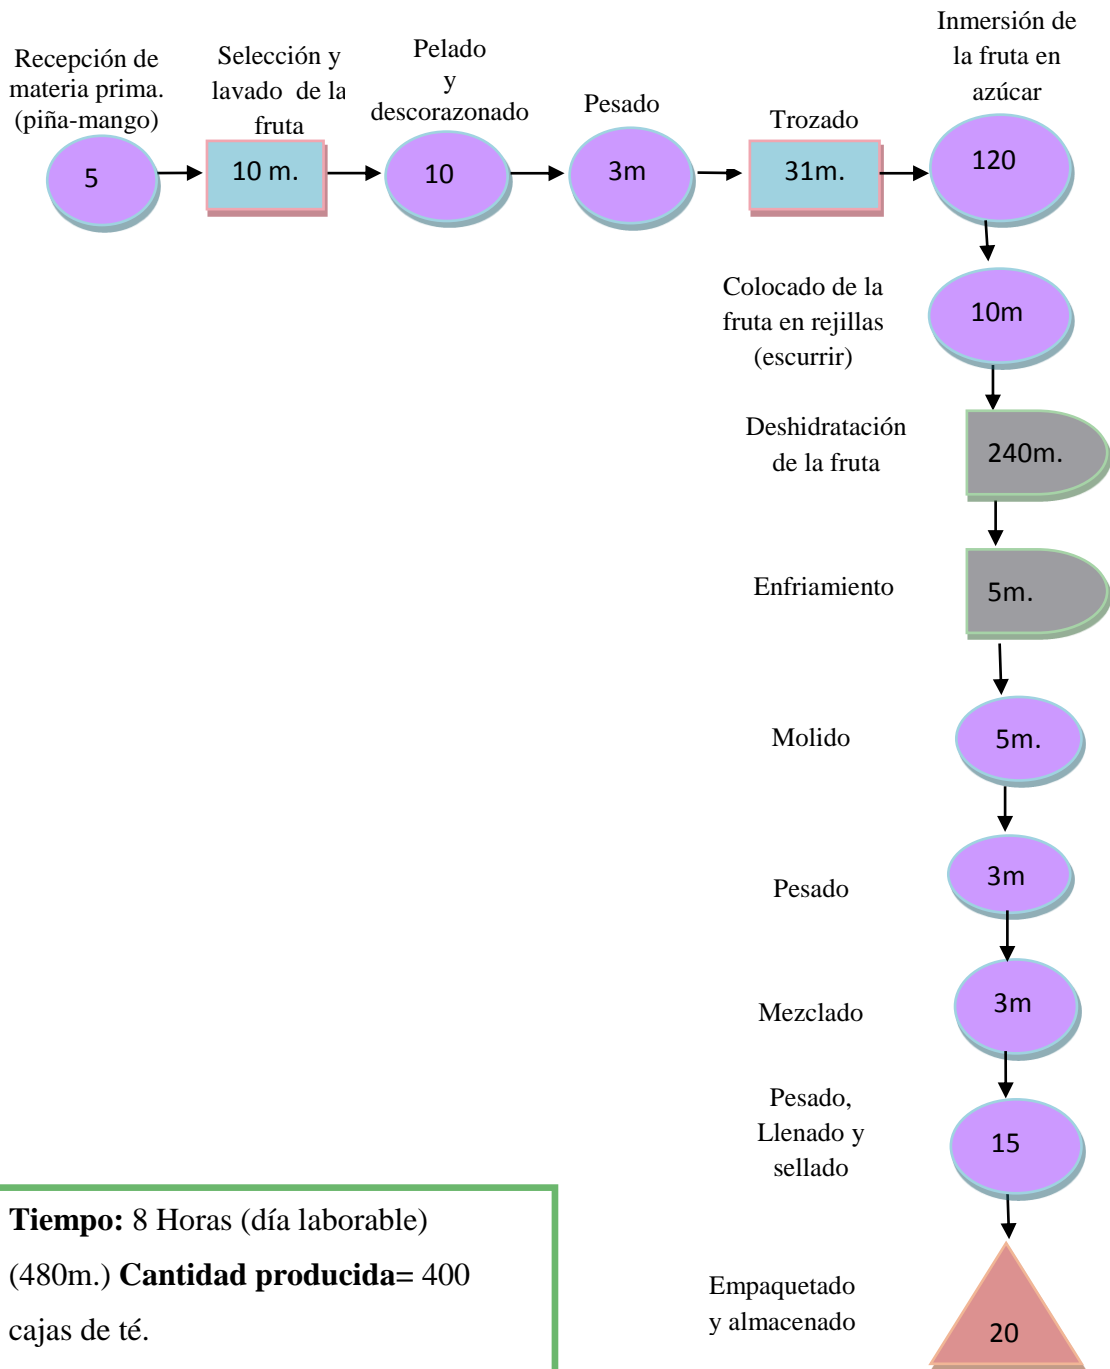 Recepción de
materia prima.
(piña-mango)
5
Selección y
lavado de la
fruta
10 m.
Pelado
y
descorazonado
10
Pesado
3m
Trozado
31m.
Inmersión de
la fruta en
azúcar
120
Colocado de la
fruta en rejillas
(escurrir)
10m
Deshidratación
de la fruta
240m.
Enfriamiento
5m.
Molido
5m.
Pesado
3m
Mezclado
3m
Pesado,
Llenado y
sellado
15
Empaquetado
y almacenado
20
Tiempo: 8 Horas (día laborable)
(480m.) Cantidad producida= 400
cajas de té.